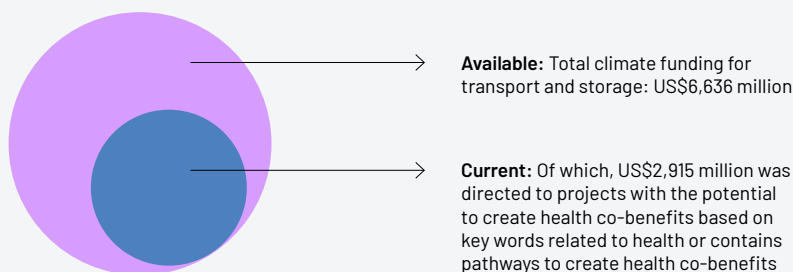 Available: Total climate funding for
transport and storage: US$6,636 million
Current: Of which, US$2,915 million was
directed to projects with the potential
to create health co-benefits based on
key words related to health or contains
pathways to create health co-benefits